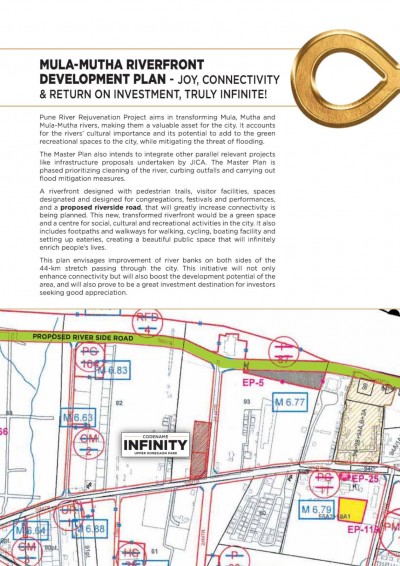 MULA-MUTHA RIVERFRONT
DEVELOPMENT PLAN - JOY, CONNECTIVITY
& RETURN ON INVESTMENT, TRULY INFINITE!
Pune River Rejuvenation Project aims in transforming Mula, Mutha and
Mula-Mutha rivers, making them a valuable asset for the city. It accounts
for the rivers' cultural importance and its potential to add to the green
recreational spaces to the city, while mitigating the threat of flooding.
The Master Plan also intends to integrate other parallel relevant projects
like infrastructure proposals undertaken by JICA. The Master Plan is
phased prioritizing cleaning of the river, curbing outfalls and carrying out
flood mitigation measures.
A riverfront designed with pedestrian trails, visitor facilities, spaces
designated and designed for congregations, festivals and performances,
and a proposed riverside road, that will greatly increase connectivity is
being planned. This new, transformed riverfront would be a green space
and a centre for social, cultural and recreational activities in the city. It also
includes footpaths and walkways for walking, cycling, boating facility and
setting up eateries, creating a beautiful public space that will infinitely
enrich people's lives.
This plan envisages improvement of river banks on both sides of the
44-km stretch passing through the city. This initiative will not only
enhance connectivity but will also boost the development potential of the
area, and will also prove to be a great investment destination for investors
seeking good appreciation.
RFD
4
PROPOSED RIVER SIDE ROAD
PG
M 6.83
EP-5
M 6.77
92
93
M 6.63
CODENAME
INFINITY
UPPER KOREGAON PARK
EP-25
M 6.79
EP-11
M 6.64
M 6.88